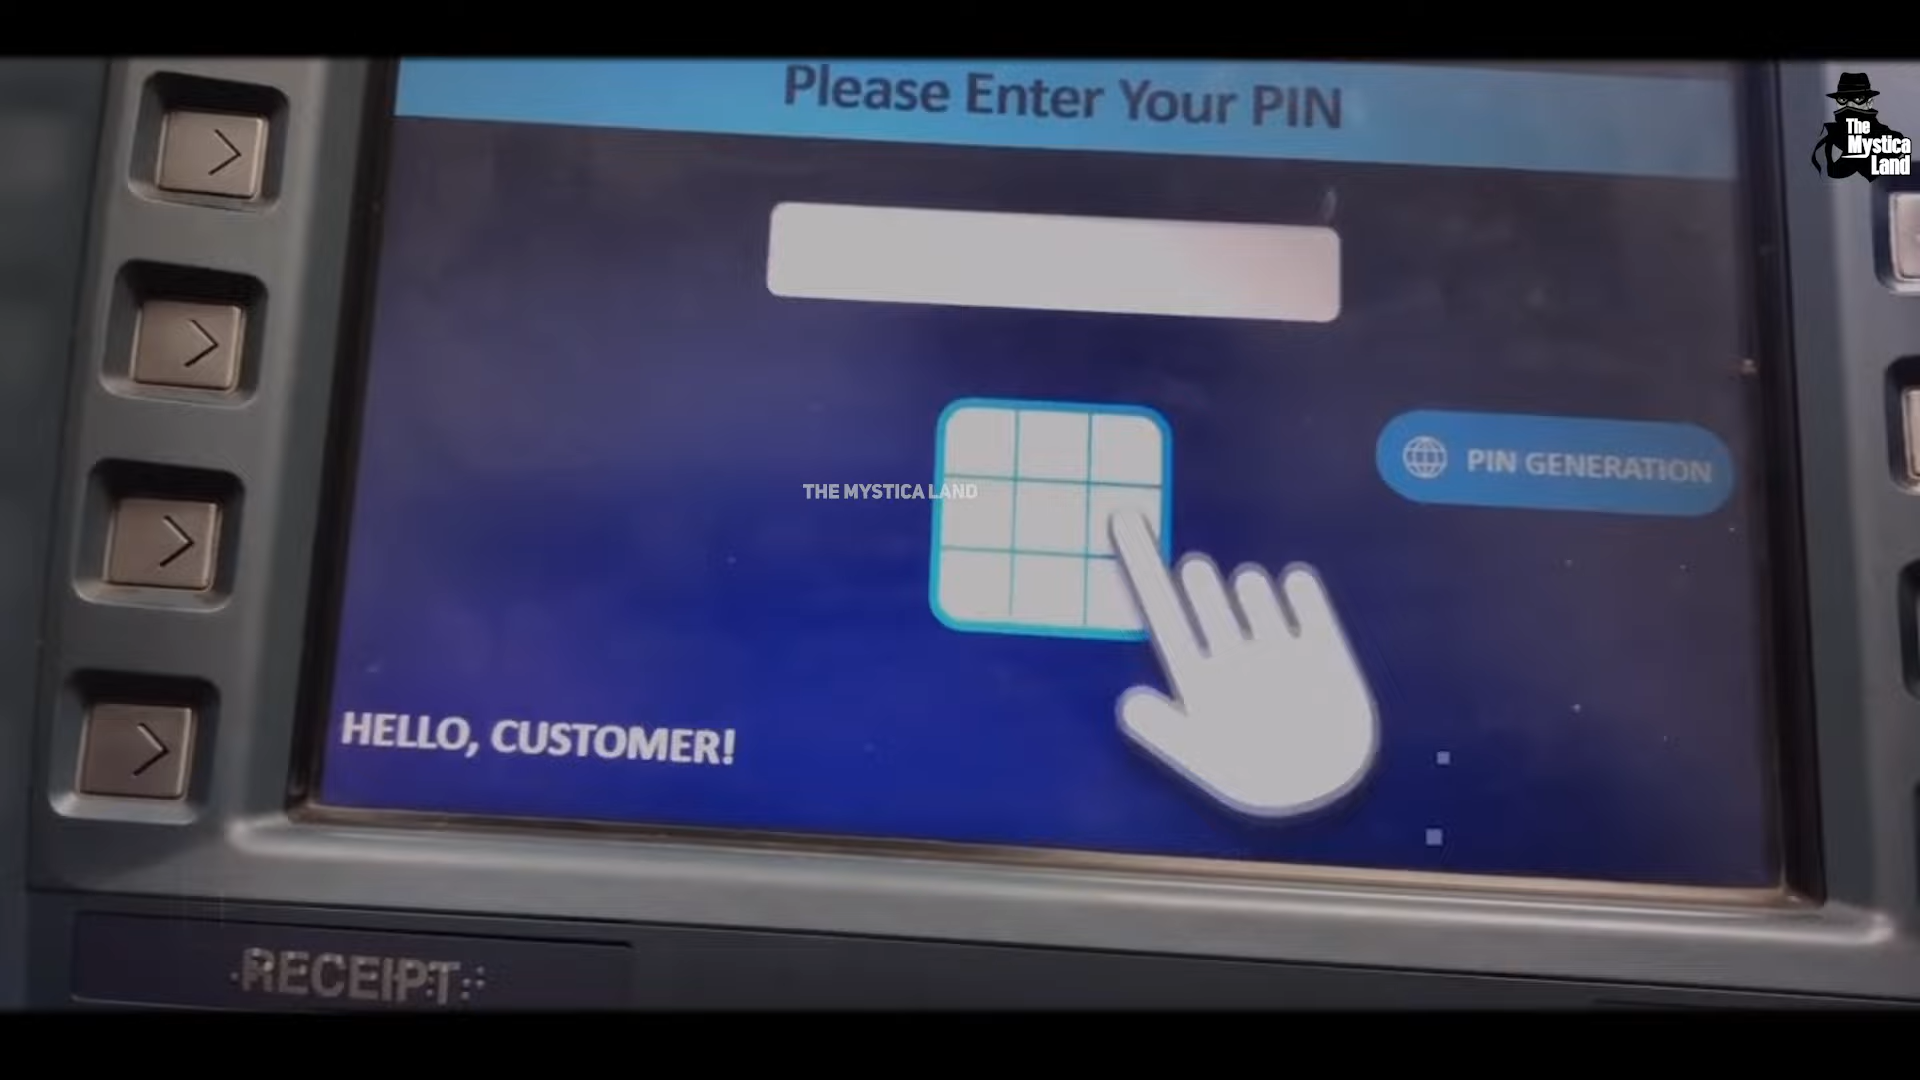 Please Enter Your PIN
The
Mystica
Land
PIN GENERATION
THE MYSTICA LAND
HELLO, CUSTOMER!
RECEIPT